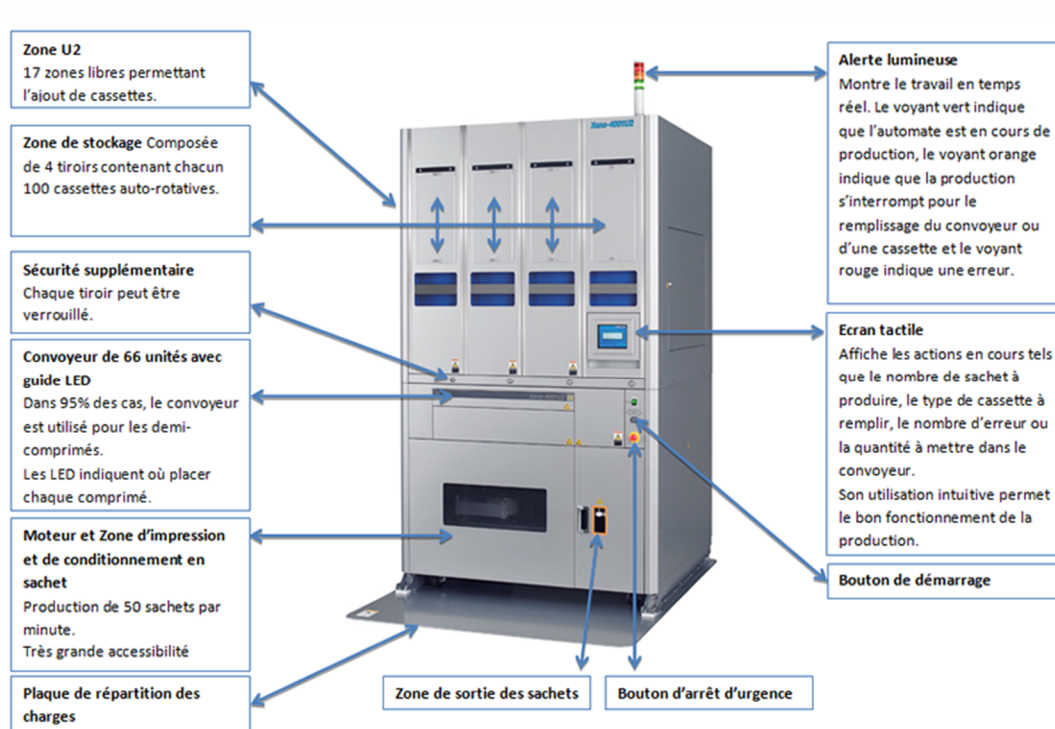 Zone U2
17 zones libres permettant
l'ajout de cassettes.
Zone de stockage Composée
de 4 tiroirs contenant chacun
100 cassettes auto-rotatives.
Sécurité supplémentaire
Chaque tiroir peut être
verrouillé.
Convoyeur de 66 unités avec
guide LED
Dans 95% des cas, le convoyeur
est utilisé pour les demi-
comprimés.
Les LED indiquent où placer
chaque comprimé.
Moteur et Zone d'impression
et de conditionnement en
sachet
Production de 50 sachets par
minute.
Très grande accessibilité
Plaque de répartition des
charges
Zone de sortie des sachets
Bouton d'arrêt d'urgence
Alerte lumineuse
Montre le travail en temps
réel. Le voyant vert indique
que l'automate est en cours de
production, le voyant orange
indique que la production
s'interrompt pour le
remplissage du convoyeur ou
d'une cassette et le voyant
rouge indique une erreur.
Ecran tactile
Affiche les actions en cours tels
que le nombre de sachet à
produire, le type de cassette à
remplir, le nombre d'erreur ou
la quantité à mettre dans le
convoyeur.
Son utilisation intuitive permet
le bon fonctionnement de la
production.
Bouton de démarrage